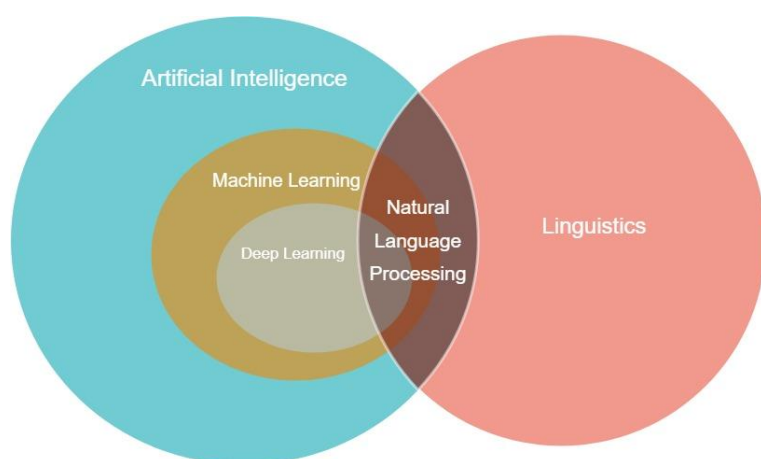 Artificial Intelligence
Machine Learning
Deep Learning
Natural
Language
Processing
Linguistics